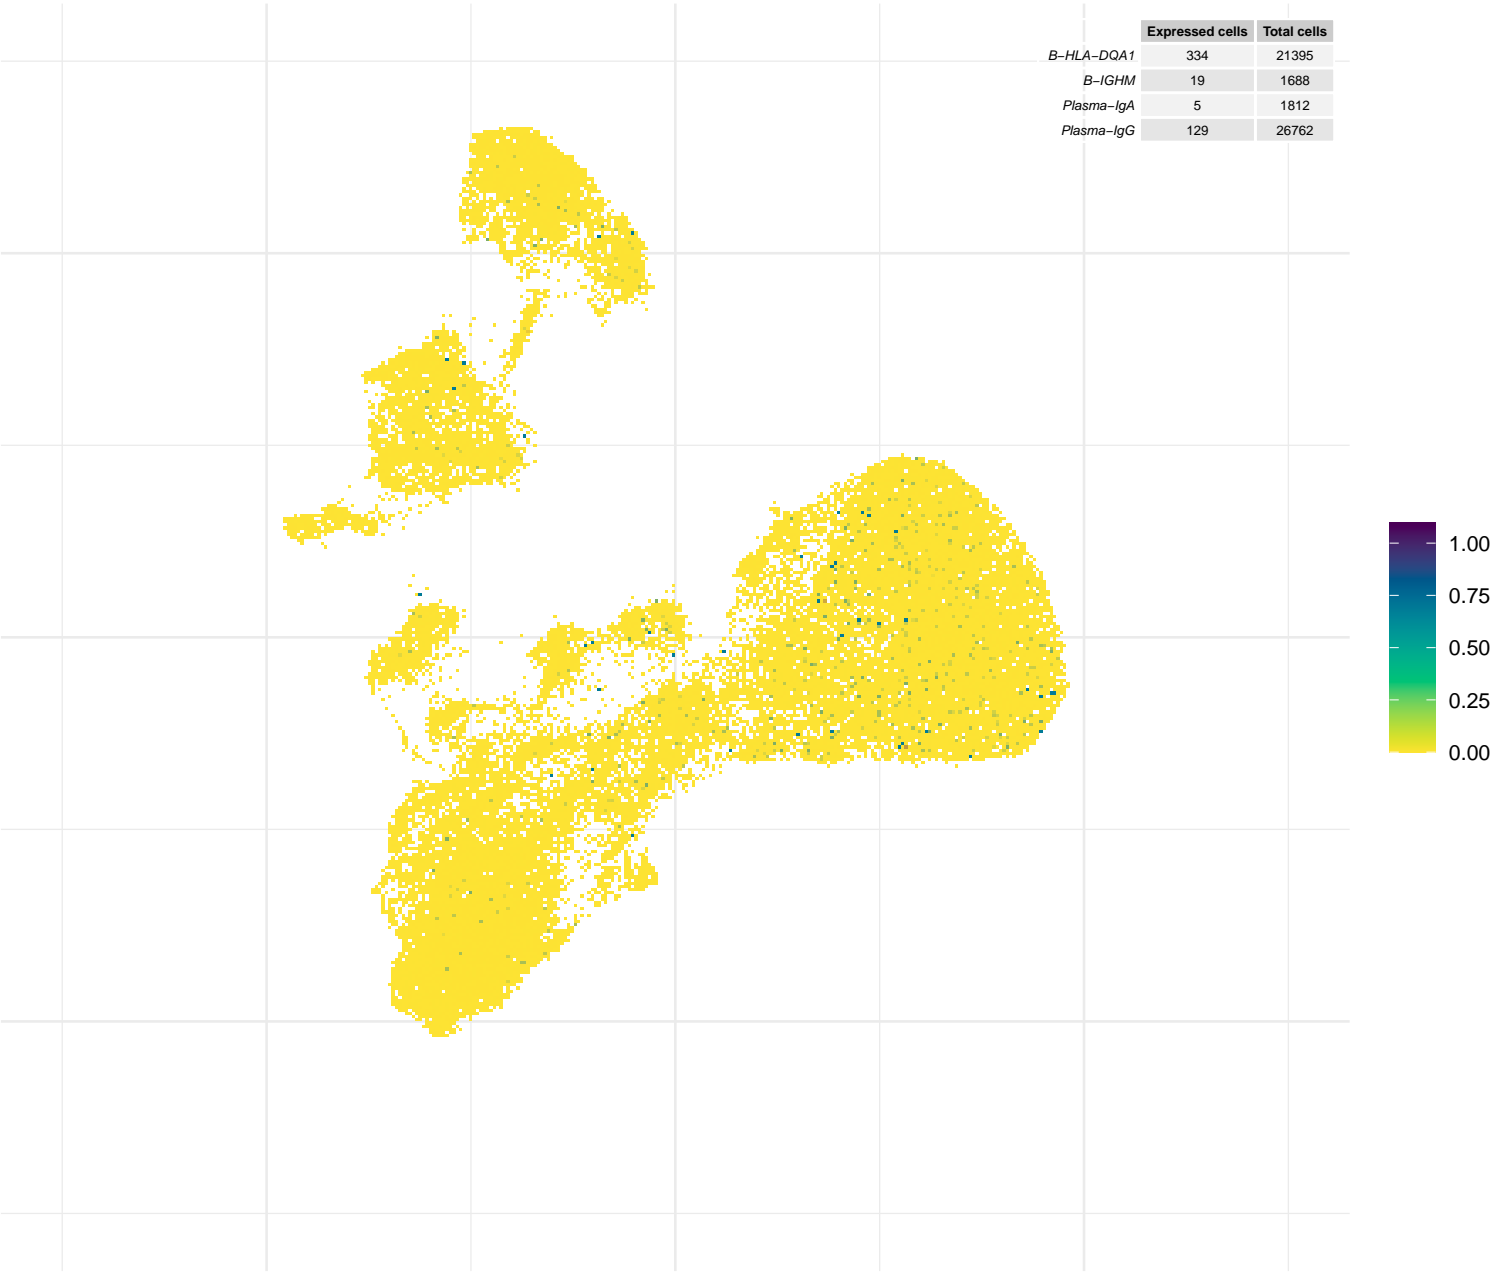 Expressed cells Total cells
B−HLA−DQA1 334 21395
B−IGHM 19 1688
Plasma−IgA 5 1812
Plasma−IgG 129 26762
1.00
0.75
0.50
0.25
0.00